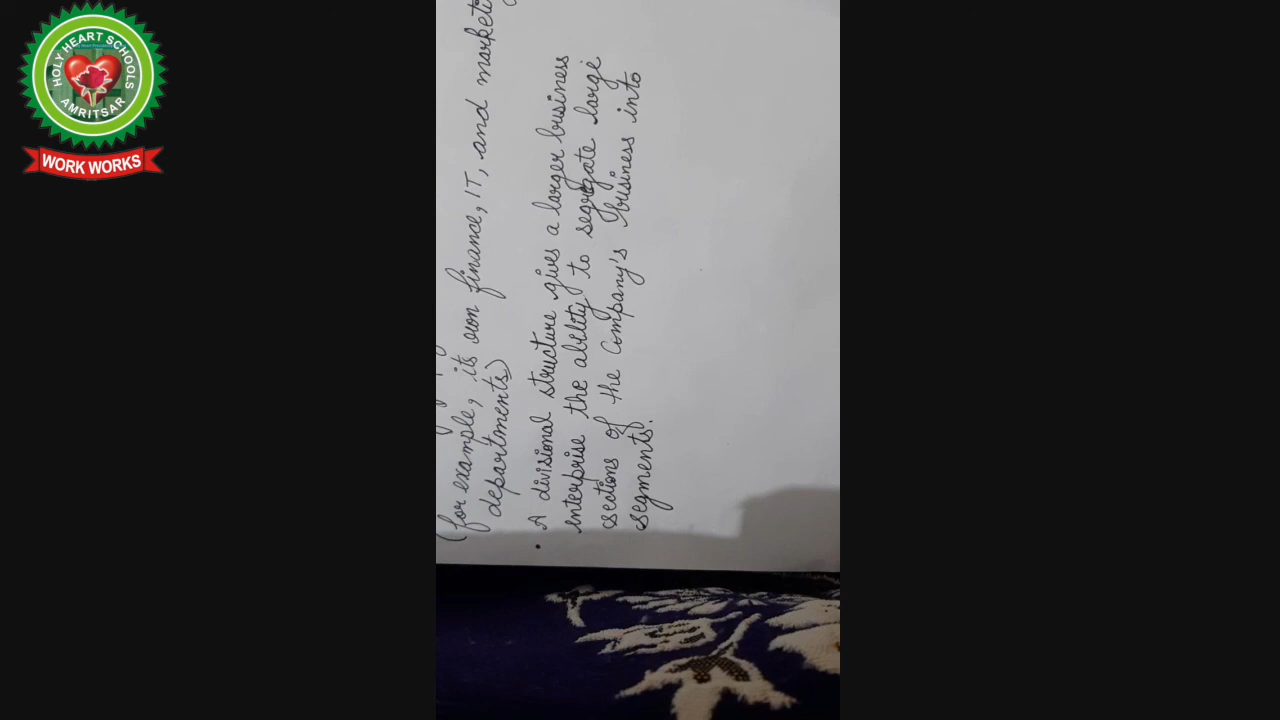 HOLY HEART SCHOOLS
AMRITSAR
WORK WORKS
(for example, its own finance, IT, and marketing
departments)
• A divisional structure gives a larger business
enterprise the ability to segregate large
sections of the Company's business into
segments.